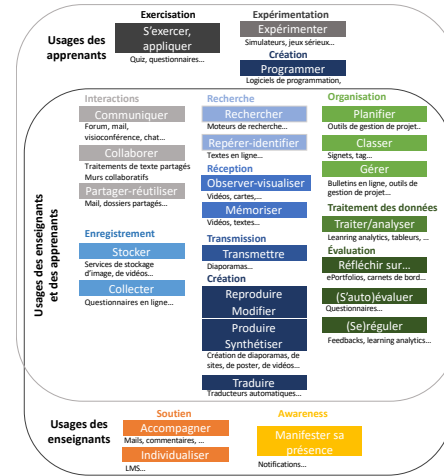 Exercisation
S'exercer,
appliquer
Quiz, questionnaires...
Expérimentation
Expérimenter
Simulateurs, jeux sérieux...
Création
Programmer
Logiciels de programmation,
Usages des
apprenants
Usages des enseignants
et des apprenants
Interactions
Communiquer
Forum, mail,
visioconférence, chat...
Collaborer
Traitements de texte partagés
Murs collaboratifs
Partager-réutiliser
Mail, dossiers partagés...
Enregistrement
Stocker
Services de stockage
d'image, de vidéos...
Collecter
Questionnaires en ligne...
Recherche
Rechercher
Moteurs de recherche...
Repérer-identifier
Textes en ligne...
Réception
Observer-visualiser
Vidéos, cartes,...
Mémoriser
Vidéos, textes...
Transmission
Transmettre
Diaporamas...
Création
Reproduire
Modifier
Produire
Synthétiser
Création de diaporamas, de
sites, de poster, de vidéos...
Traduire
Traducteurs automatiques...
Organisation
Planifier
Outils de gestion de projet..
Classer
Signets, tag...
Gérer
Bulletins en ligne, outils de
gestion de projet...
Traitement des données
Traiter/analyser
Learning analytics, tableurs, ...
Évaluation
Réfléchir sur...
ePortfolios, carnets de bord...
(S'auto)évaluer
Questionnaires...
(Se)réguler
Feedbacks, learning analytics...
Usages des
enseignants
Soutien
Accompagner
Mails, commentaires, ...
Individualiser
LMS...
Awareness
Manifester sa
présence
Notifications...